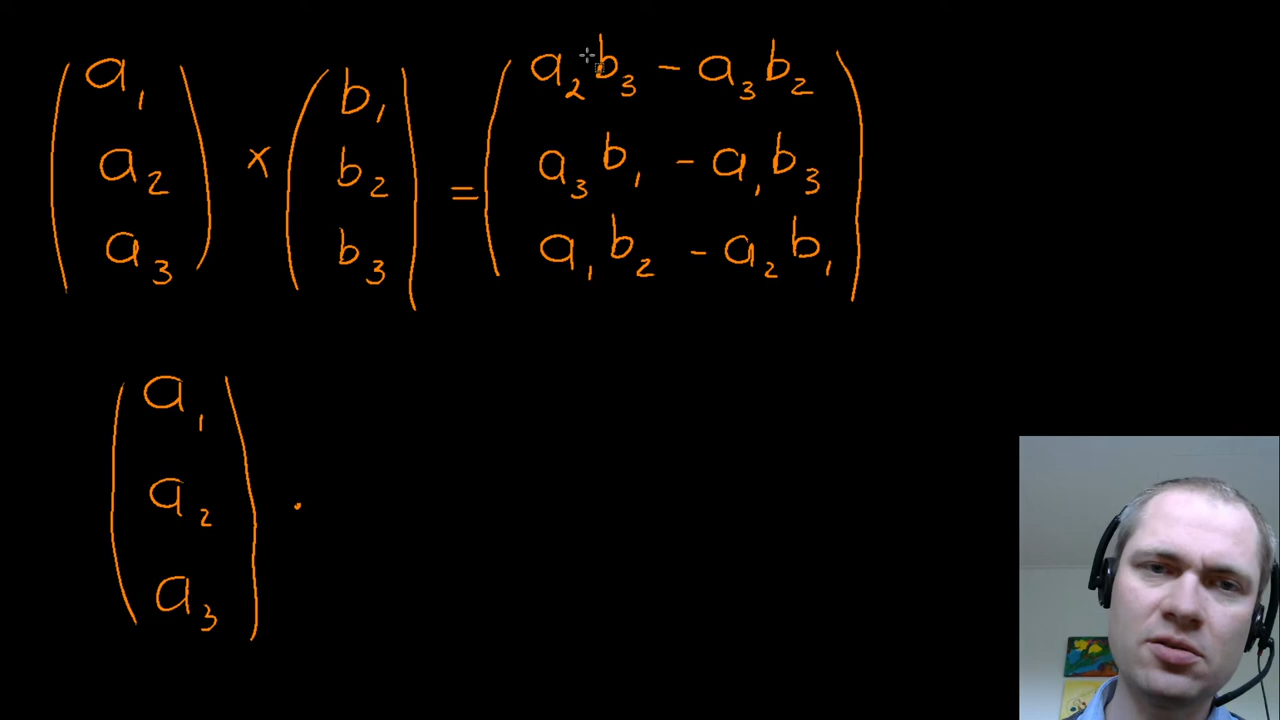 a₁ b₁ a₂b₃ - a₃b₂
a₂ × b₂ = a₃b₁ - a₁b₃
a₃ b₃ a₁b₂ - a₂b₁
a₁
a₂ ·
a₃